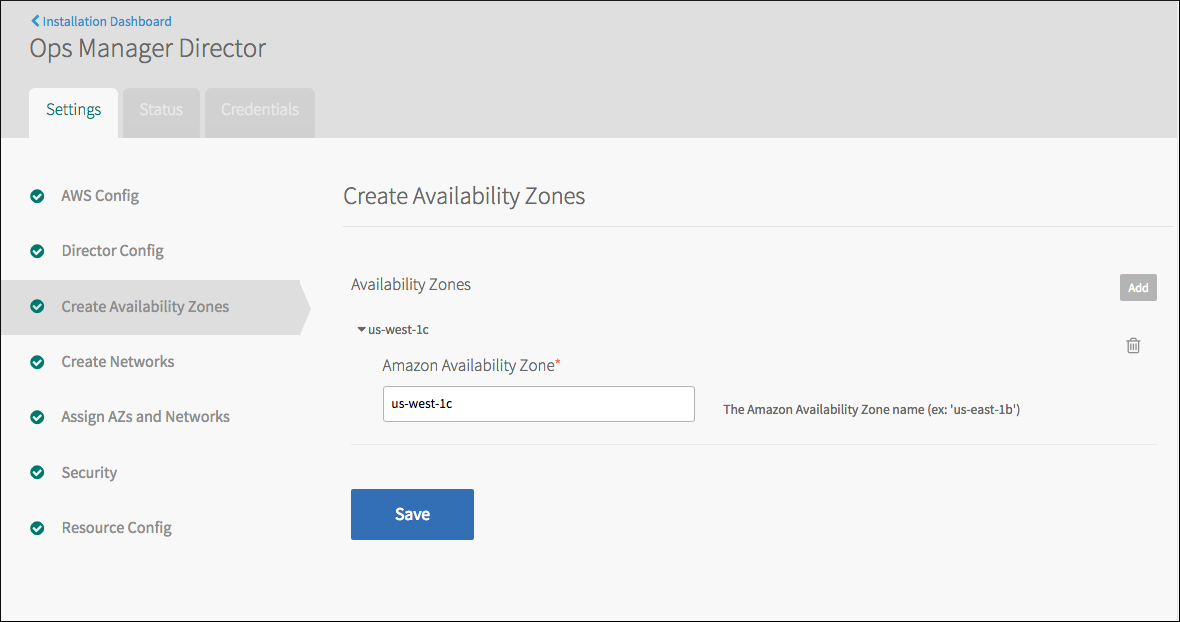 Installation Dashboard
Ops Manager Director
Settings
Status
Credentials
AWS Config
Director Config
Create Availability Zones
Create Networks
Assign AZs and Networks
Security
Resource Config
Create Availability Zones
Availability Zones
Add
us-west-1c
Amazon Availability Zone*
us-west-1c
The Amazon Availability Zone name (ex: 'us-east-1b')
Save